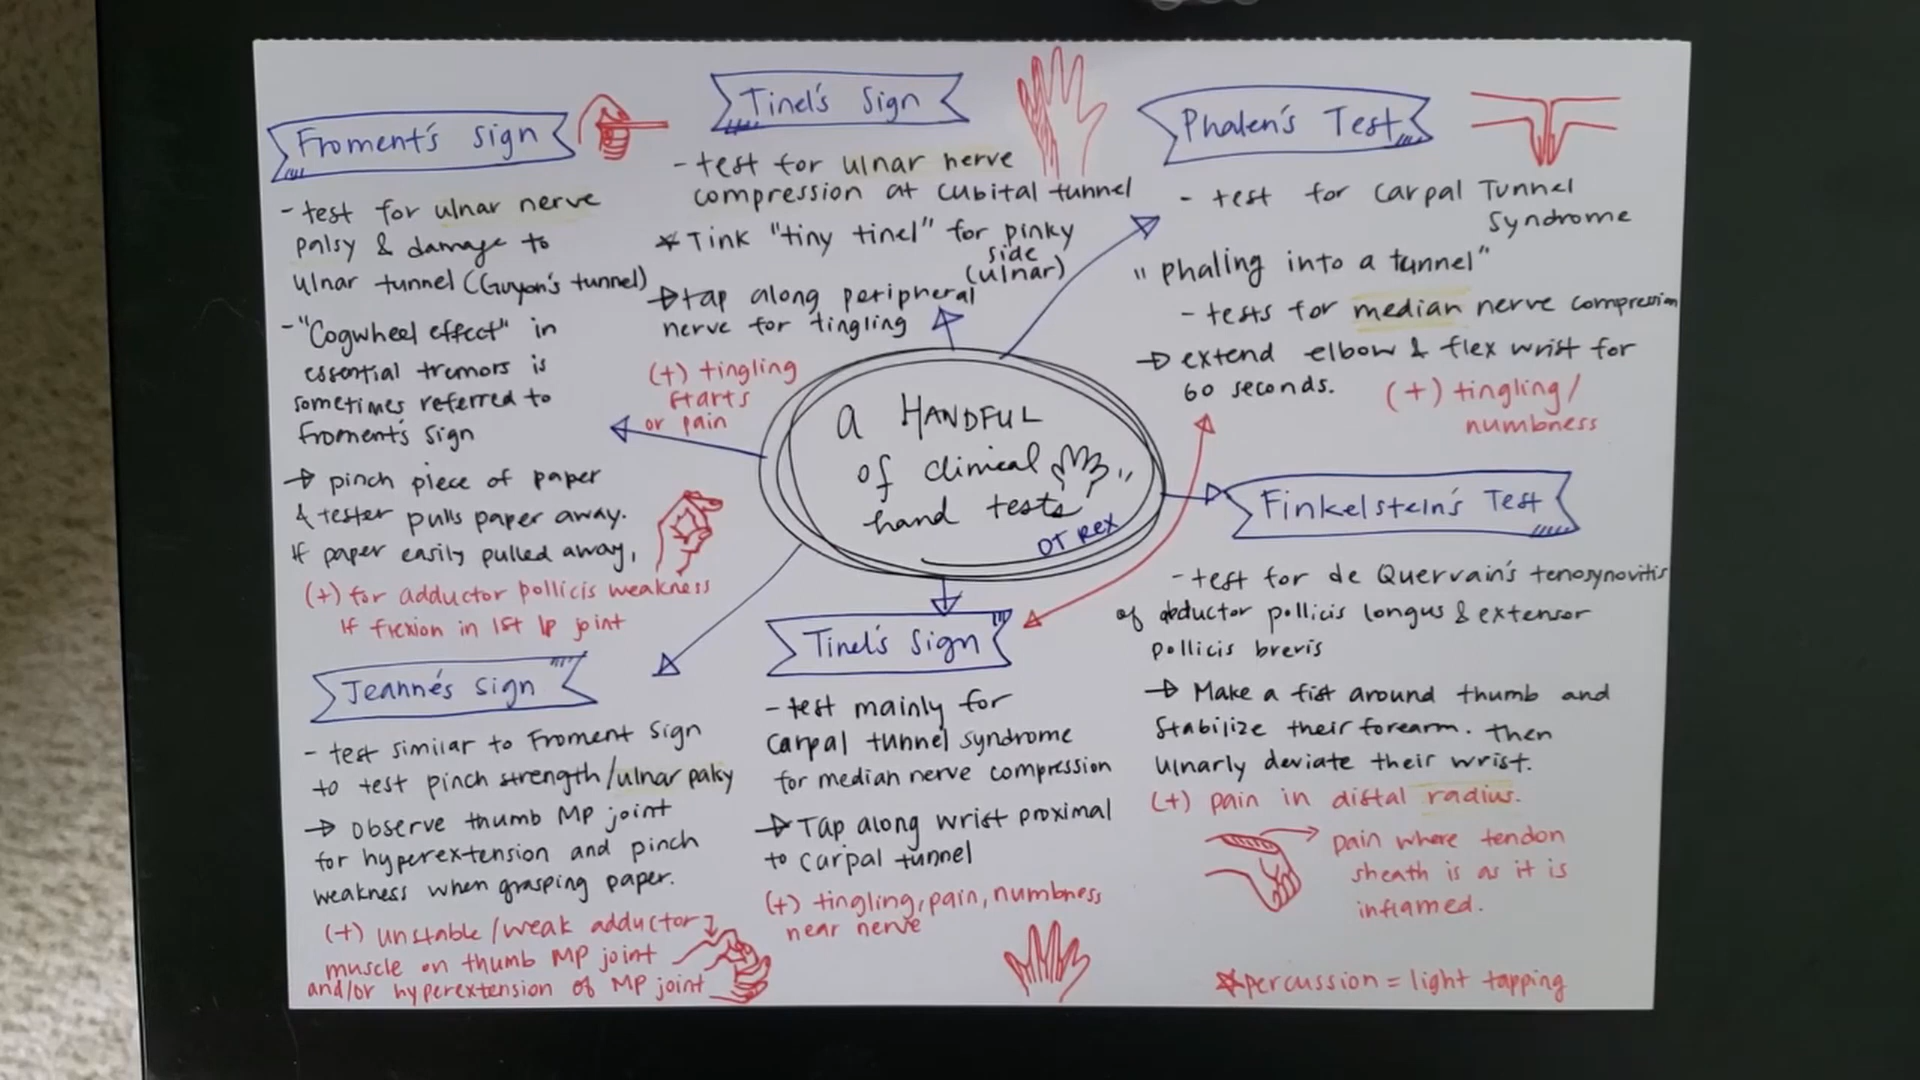 Froment's Sign
- test for ulnar nerve
palsy & damage to
ulnar tunnel (Guyon's tunnel)
- "Cogwheel effect" in
essential tremors is
sometimes referred to
froment's sign
→ pinch piece of paper
& tester pulls paper away.
If paper easily pulled away,
(+) for adductor pollicis weakness
If flexion in 1st IP joint
Tinel's Sign
- test for ulnar nerve
compression at cubital tunnel
* Tink "tiny tinel" for pinky
side
(ulnar)
→ tap along peripheral
nerve for tingling
(+) tingling
starts
or pain
Phalen's Test
- test for Carpal Tunnel
Syndrome
"phaling into a tunnel"
- tests for median nerve compression
→ extend elbow & flex wrist for
60 seconds.
(+) tingling/
numbness
a HANDFUL
of clinical
hand tests
OT Rex
Finkelstein's Test
- test for de Quervain's tenosynovitis
of abductor pollicis longus & extensor
pollicis brevis
→ Make a fist around thumb and
stabilize their forearm. then
ulnarly deviate their wrist.
(+) pain in distal radius.
pain where tendon
sheath is as it is
inflamed.
* percussion = light tapping
Jeanne's Sign
- test similar to Froment sign
to test pinch strength/ulnar palsy
→ observe thumb MP joint
for hyperextension and pinch
weakness when grasping paper.
(+) unstable/weak adductor
muscle on thumb MP joint
and/or hyperextension of MP joint
Tinel's Sign
- test mainly for
carpal tunnel syndrome
for median nerve compression
→ Tap along wrist proximal
to carpal tunnel
(+) tingling, pain, numbness
near nerve